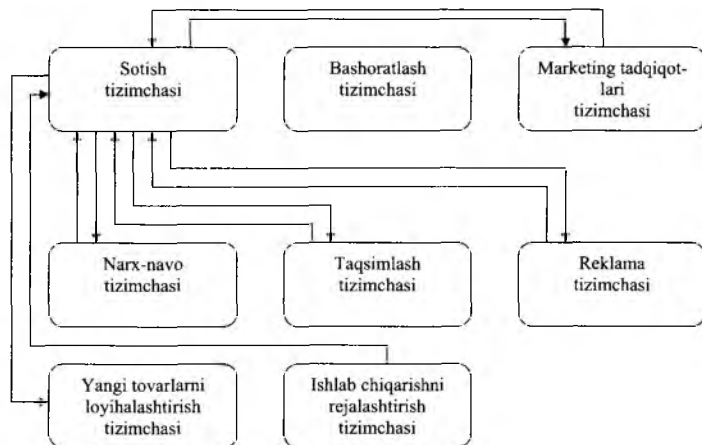 Sotish
tizimchasi
Bashoratlash
tizimchasi
Marketing tadqiqot-
lari
tizimchasi
Narx-navo
tizimchasi
Taqsimlash
tizimchasi
Reklama
tizimchasi
Yangi tovarlarni
loyihalashtirish
tizimchasi
Ishlab chiqarishni
rejalashtirish
tizimchasi